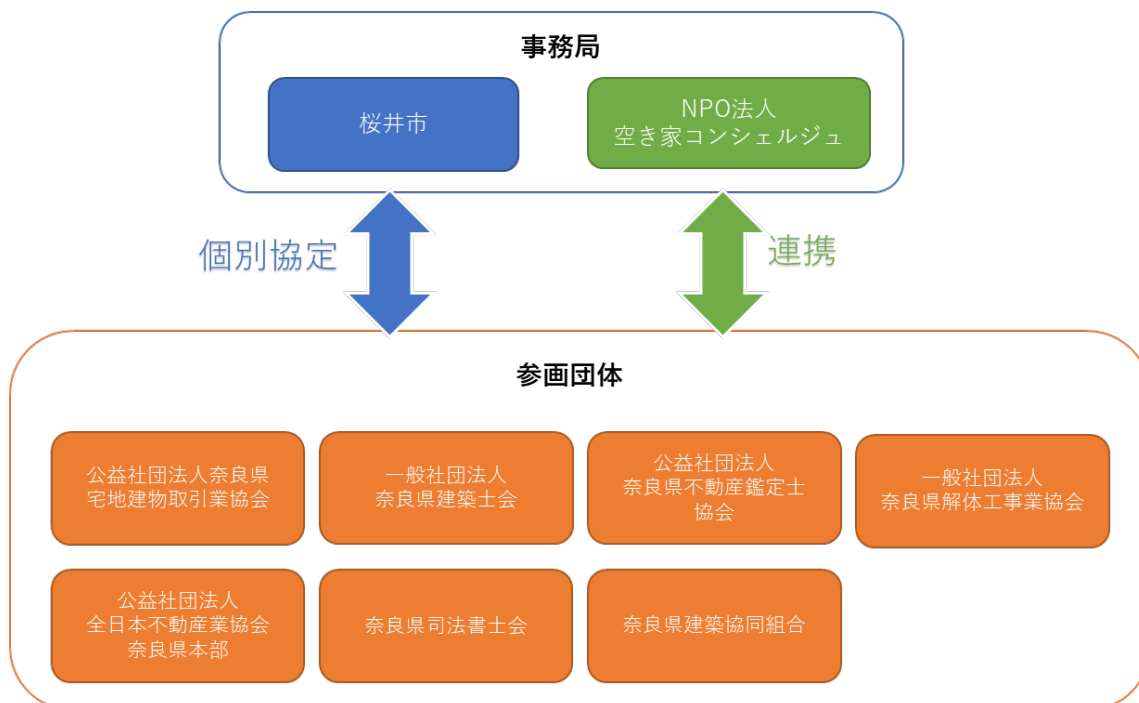 事務局
桜井市
NPO法人
空き家コンシェルジュ
個別協定
連携
参画団体
公益社団法人奈良県
宅地建物取引業協会
一般社団法人
奈良県建築士会
公益社団法人
奈良県不動産鑑定士
協会
一般社団法人
奈良県解体工事業協会
公益社団法人
全日本不動産業協会
奈良県本部
奈良県司法書士会
奈良県建築協同組合